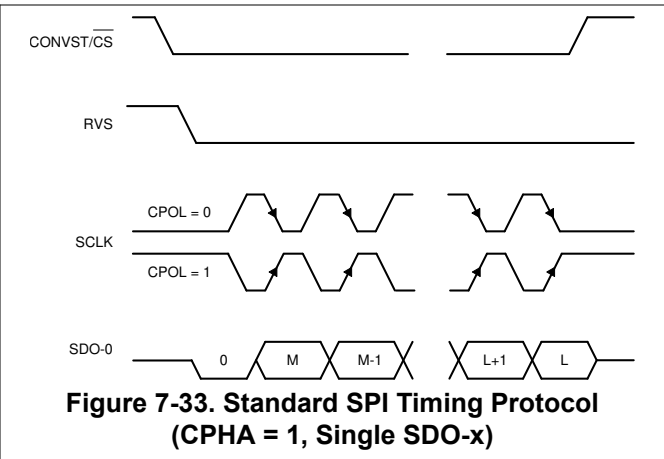 CONVST/CS
RVS
CPOL = 0
SCLK
CPOL = 1
SDO-0 0 M M-1 L+1 L
Figure 7-33. Standard SPI Timing Protocol
(CPHA = 1, Single SDO-x)